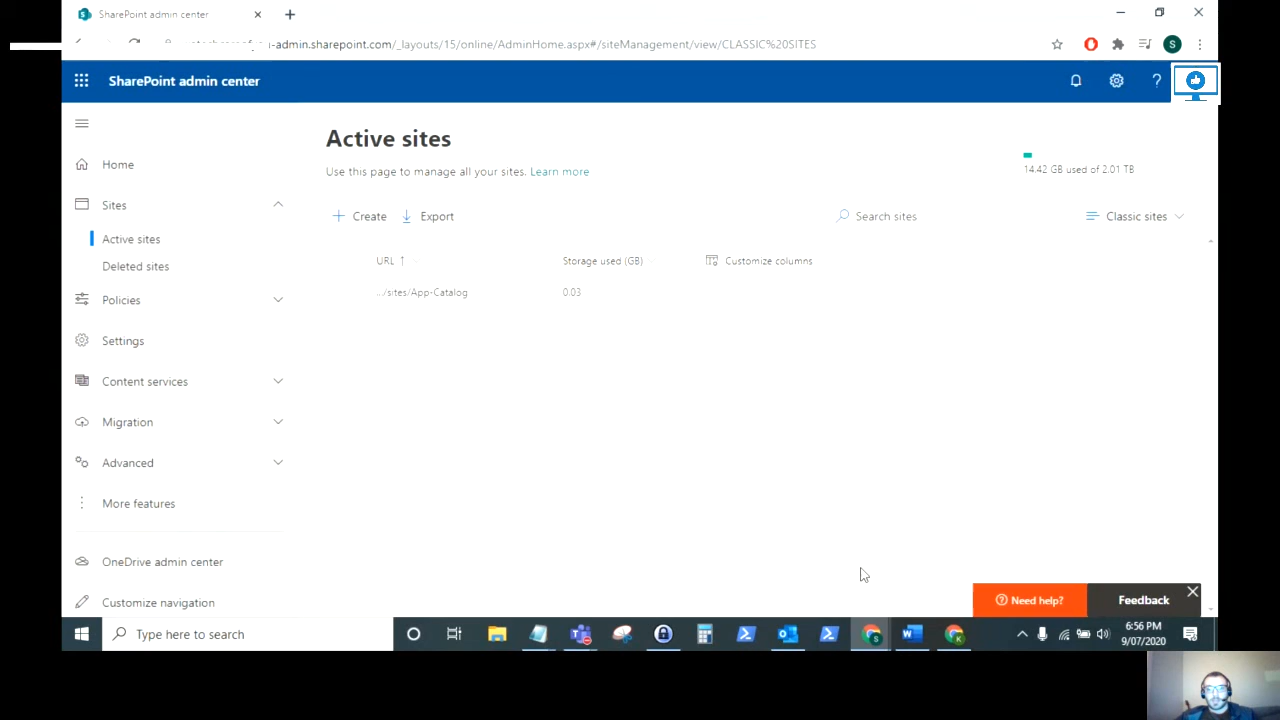 SharePoint admin center
-admin.sharepoint.com/_layouts/15/online/AdminHome.aspx#/siteManagement/view/CLASSIC%20SITES
S
SharePoint admin center
?
Active sites
Use this page to manage all your sites. Learn more
14.42 GB used of 2.01 TB
Create
Export
Search sites
Classic sites
URL ↑
Storage used (GB)
Customize columns
.../sites/App-Catalog
0.03
Home
Sites
Active sites
Deleted sites
Policies
Settings
Content services
Migration
Advanced
More features
OneDrive admin center
Customize navigation
Need help?
Feedback
Type here to search
6:56 PM
9/07/2020